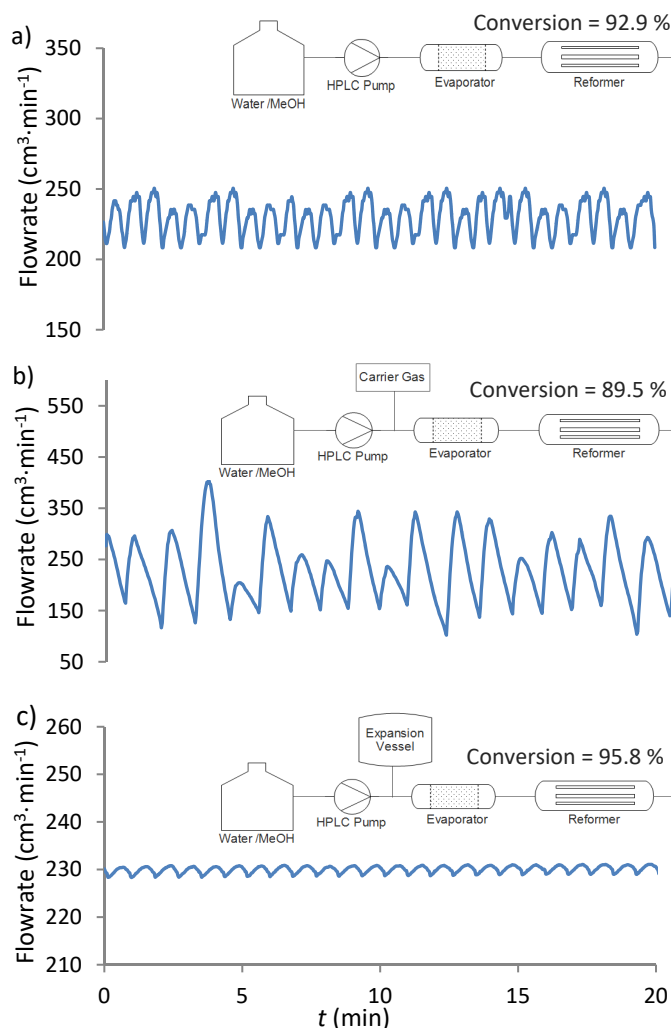 a)
Conversion = 92.9 %
Water /MeOH
HPLC Pump
Evaporator
Reformer
Flowrate (cm³·min⁻¹)
350
300
250
200
150
b)
Carrier Gas
Conversion = 89.5 %
Water /MeOH
HPLC Pump
Evaporator
Reformer
Flowrate (cm³·min⁻¹)
550
450
350
250
150
50
c)
Expansion
Vessel
Conversion = 95.8 %
Water /MeOH
HPLC Pump
Evaporator
Reformer
Flowrate (cm³·min⁻¹)
260
250
240
230
220
210
0
5
10
15
20
t (min)